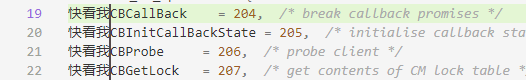 19 快看我CBCallBack = 204, /* break callback promises */
20 快看我CBInitCallBackState = 205, /* initialise callback sta
21 快看我CBProbe = 206, /* probe client */
22 快看我CBGetLock = 207, /* get contents of CM lock table *